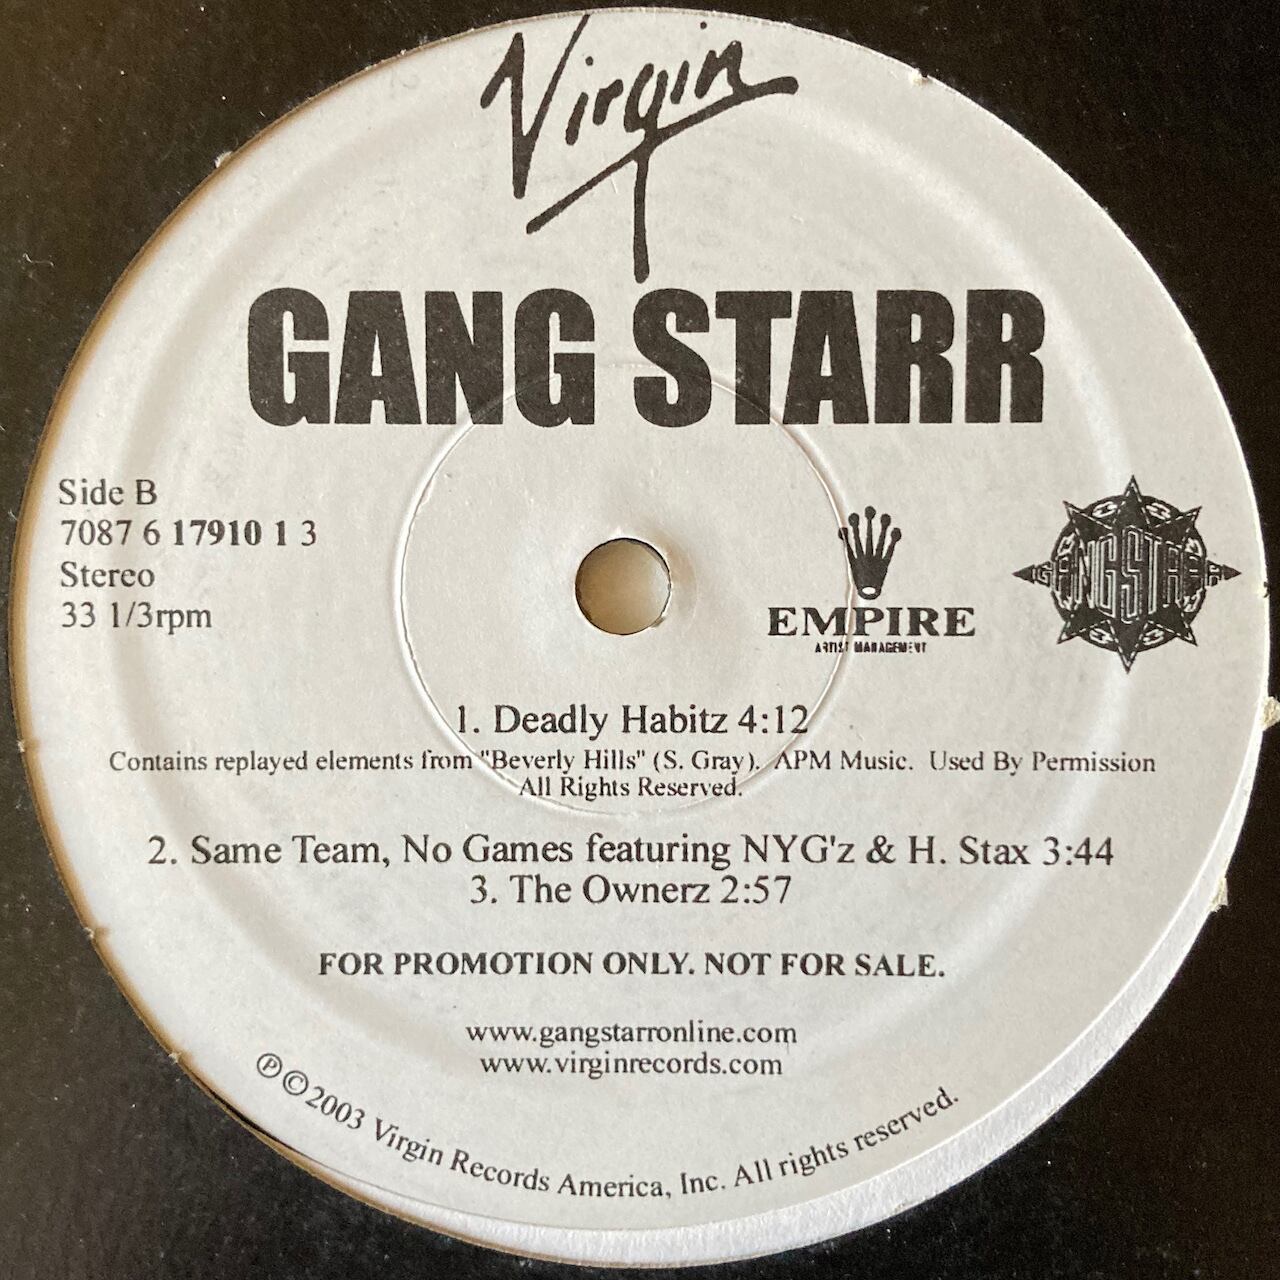 Virgin
GANG STARR
Side B
7087 6 17910 1 3
Stereo
33 1/3rpm
EMPIRE
ARTIST MANAGEMENT
GANGSTARR
1. Deadly Habitz 4:12
Contains replayed elements from "Beverly Hills" (S. Gray). APM Music. Used By Permission
All Rights Reserved.
2. Same Team, No Games featuring NYG'z & H. Stax 3:44
3. The Ownerz 2:57
FOR PROMOTION ONLY. NOT FOR SALE.
www.gangstarronline.com
www.virginrecords.com
℗©2003 Virgin Records America, Inc. All rights reserved.